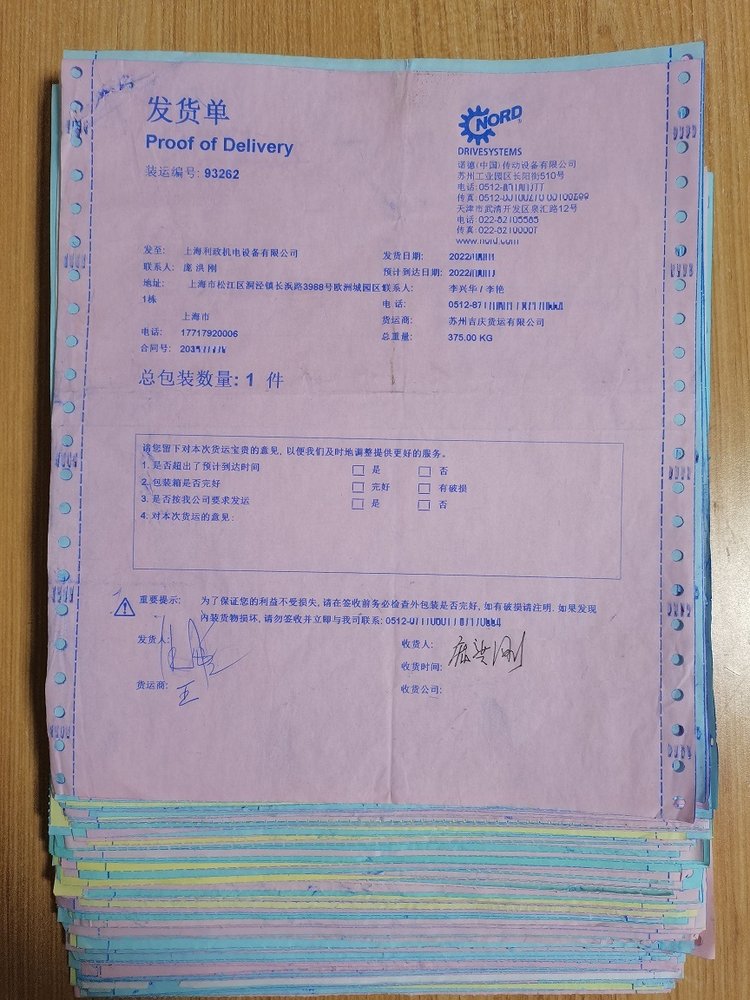 发货单
Proof of Delivery
装运编号: 93262
NORD
DRIVESYSTEMS
诺德(中国)传动设备有限公司
苏州工业园区长阳街510号
电话: 0512-
传真: 0512-
天津市武清开发区泉汇路12号
电话: 022-82105585
传真: 022-
www.nord.com
发至: 上海利政机电设备有限公司
联系人: 庞洪刚
地址: 上海市松江区洞泾镇长浜路3988号欧洲城园区
1栋
上海市
电话: 17717920006
合同号:
发货日期: 2022
预计到达日期: 2022
联系人: 李兴华 / 李艳
电话: 0512-87
货运商: 苏州吉庆货运有限公司
总重量: 375.00 KG
总包装数量: 1 件
请您留下对本次货运宝贵的意见, 以便我们及时地调整提供更好的服务。
1. 是否超出了预计到达时间 是 否
2. 包装箱是否完好 完好 有破损
3. 是否按我公司要求发运 是 否
4: 对本次货运的意见:
重要提示: 为了保证您的利益不受损失, 请在签收前务必检查外包装是否完好, 如有破损请注明. 如果发现
内装货物损坏, 请勿签收并立即与我司联系: 0512-
发货人:
货运商: 王
收货人: 庞洪刚
收货时间:
收货公司: